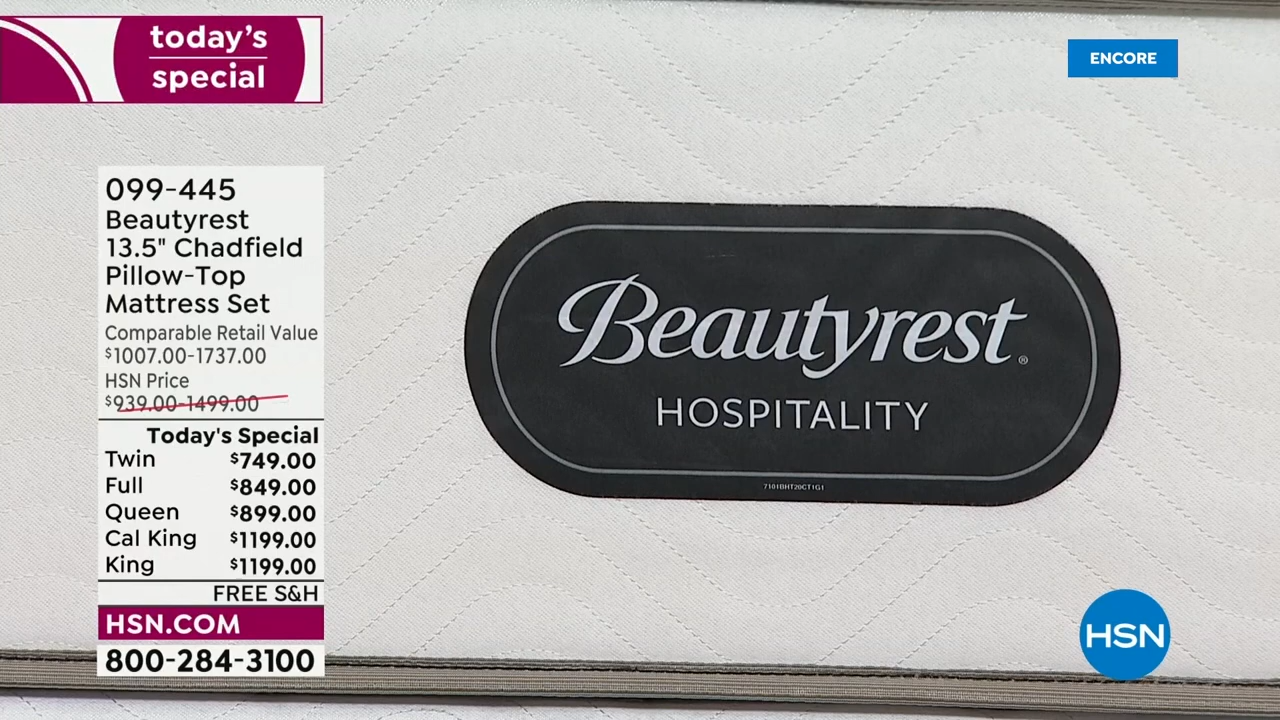 today's
special
ENCORE
099-445
Beautyrest
13.5" Chadfield
Pillow-Top
Mattress Set
Comparable Retail Value
$1007.00-1737.00
HSN Price
$939.00-1499.00
Today's Special
Twin $749.00
Full $849.00
Queen $899.00
Cal King $1199.00
King $1199.00
FREE S&H
HSN.COM
800-284-3100
Beautyrest®
HOSPITALITY
7101BHT20CT1G1
HSN